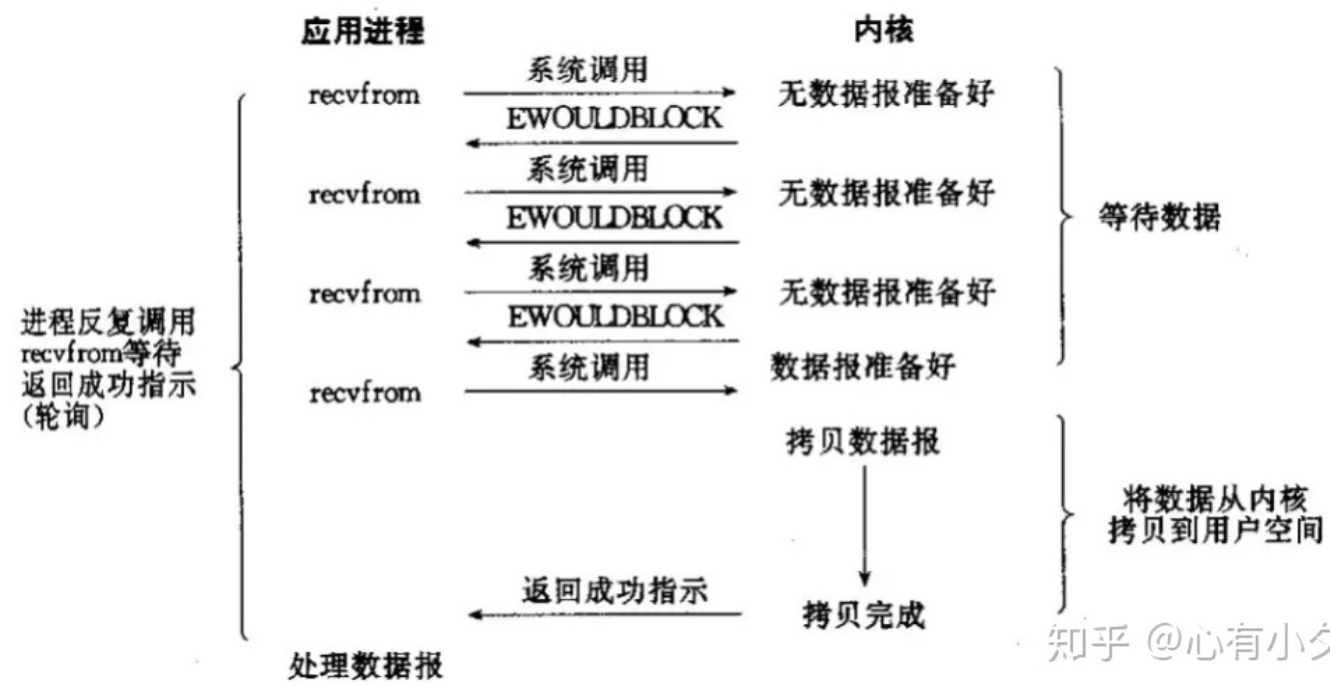 应用进程
内核
系统调用
recvfrom
无数据报准备好
EWOULDBLOCK
系统调用
recvfrom
无数据报准备好
EWOULDBLOCK
等待数据
系统调用
recvfrom
无数据报准备好
EWOULDBLOCK
进程反复调用
recvfrom等待
返回成功指示
(轮询)
系统调用
数据报准备好
recvfrom
拷贝数据报
将数据从内核
拷贝到用户空间
返回成功指示
拷贝完成
处理数据报
知乎 @心有小夕